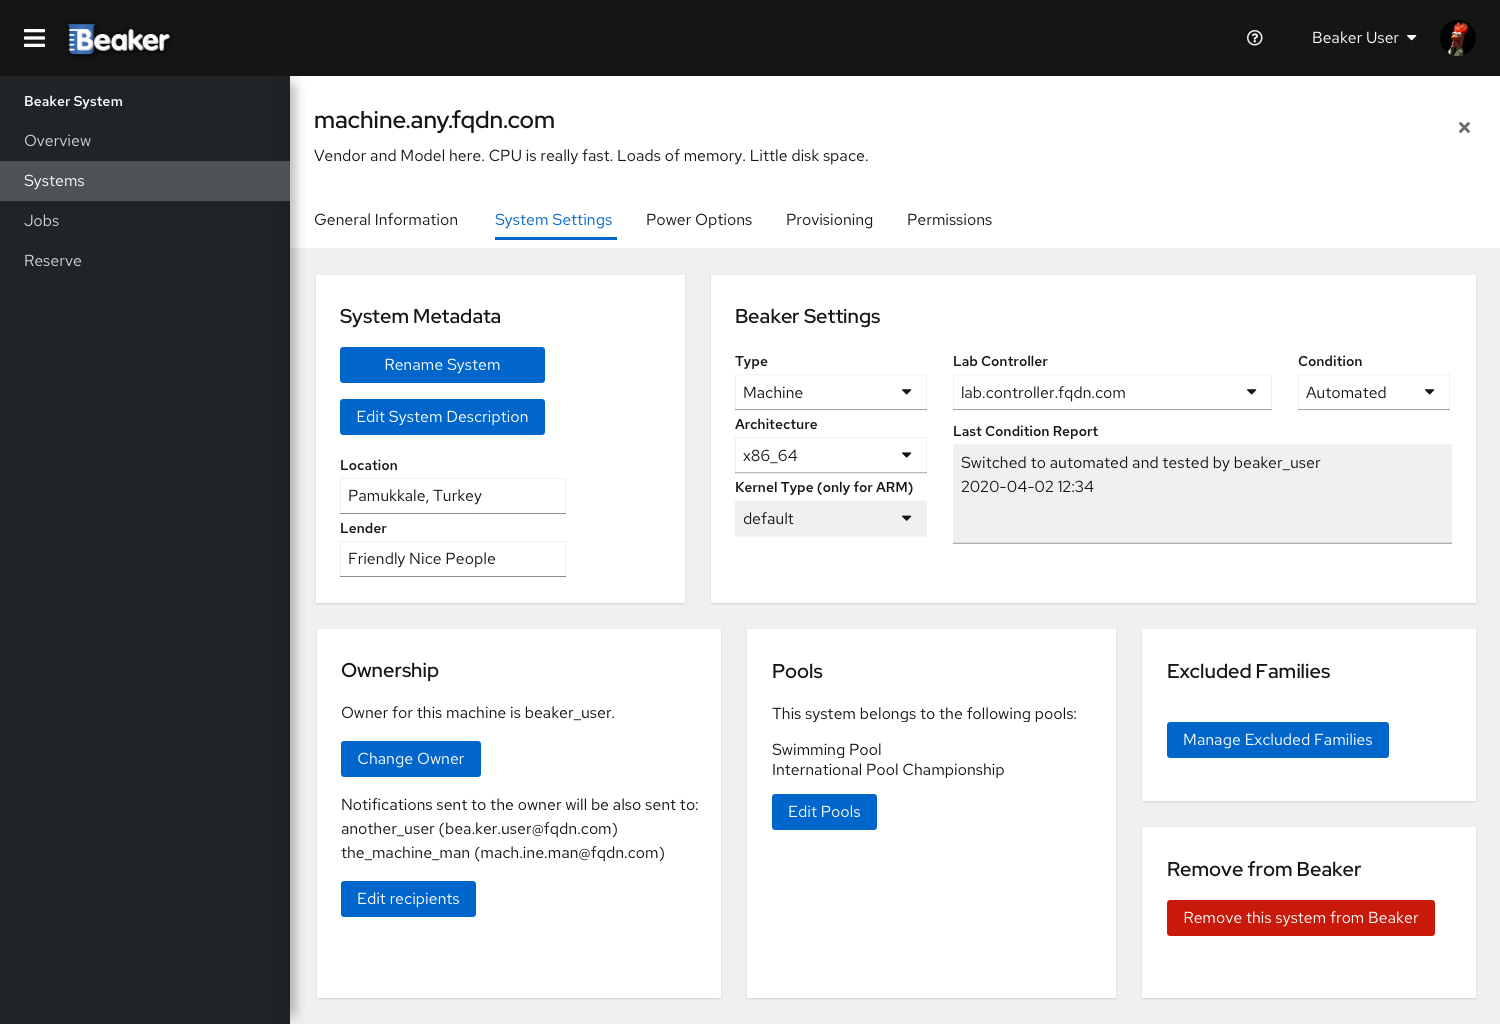 Beaker
Beaker User
Beaker System
Overview
Systems
Jobs
Reserve
machine.any.fqdn.com
Vendor and Model here. CPU is really fast. Loads of memory. Little disk space.
General Information
System Settings
Power Options
Provisioning
Permissions
System Metadata
Rename System
Edit System Description
Location
Pamukkale, Turkey
Lender
Friendly Nice People
Beaker Settings
Type
Machine
Architecture
x86_64
Kernel Type (only for ARM)
default
Lab Controller
lab.controller.fqdn.com
Condition
Automated
Last Condition Report
Switched to automated and tested by beaker_user
2020-04-02 12:34
Ownership
Owner for this machine is beaker_user.
Change Owner
Notifications sent to the owner will be also sent to:
another_user (bea.ker.user@fqdn.com)
the_machine_man (mach.ine.man@fqdn.com)
Edit recipients
Pools
This system belongs to the following pools:
Swimming Pool
International Pool Championship
Edit Pools
Excluded Families
Manage Excluded Families
Remove from Beaker
Remove this system from Beaker